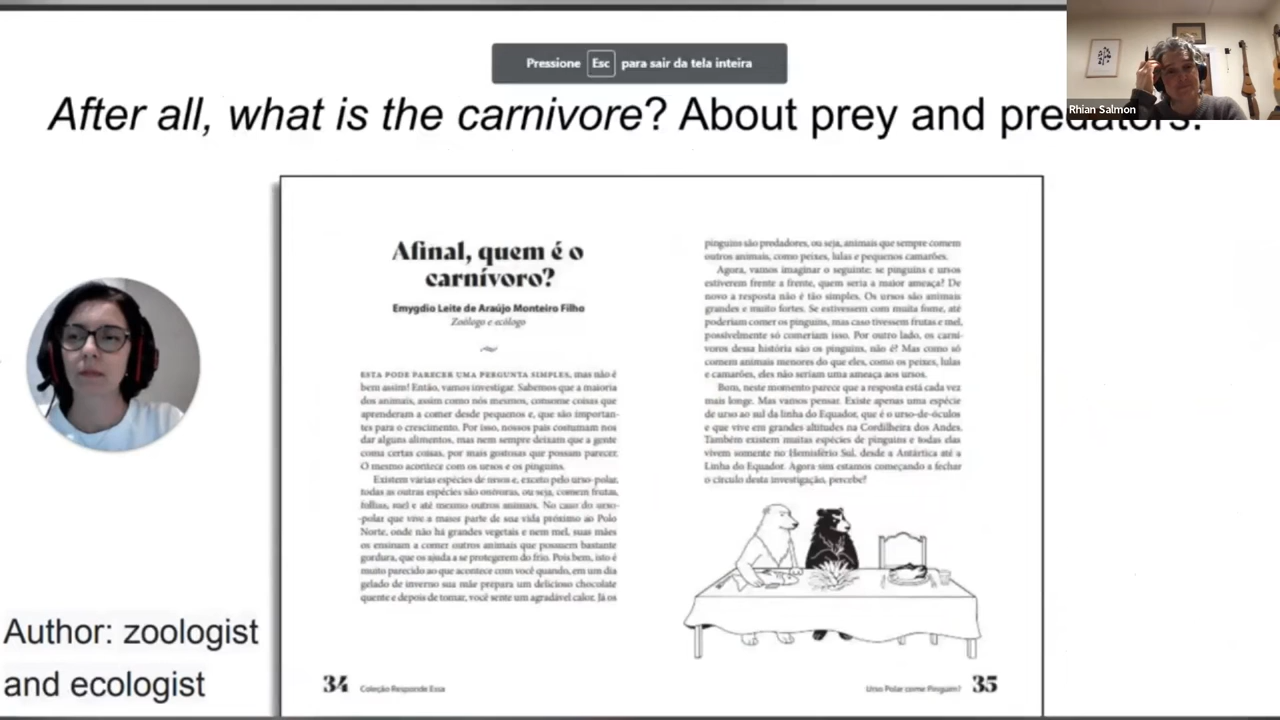 Pressione Esc para sair da tela inteira
Rhian Salmon
After all, what is the carnivore? About prey and predators.
Afinal, quem é o
carnívoro?
Emygdio Leite de Araújo Monteiro Filho
Zoólogo e ecólogo
ESTA PODE PARECER UMA PERGUNTA SIMPLES, mas não é
bem assim! Então, vamos investigar. Sabemos que a maioria
dos animais, assim como nós mesmos, consome coisas que
aprenderam a comer desde pequenos e, que são importan-
tes para o crescimento. Por isso, nossos pais costumam nos
dar alguns alimentos, mas nem sempre deixam que a gente
coma certas coisas, por mais gostosas que possam parecer.
O mesmo acontece com os ursos e os pinguins.
Existem várias espécies de ursos e, exceto pelo urso-polar,
todas as outras espécies são onívoras, ou seja, comem frutas,
folhas, mel e até mesmo outros animais. No caso do urso-
-polar que vive a maior parte de sua vida próximo ao Polo
Norte, onde não há grandes vegetais e nem mel, suas mães
os ensinam a comer outros animais que possuem bastante
gordura, que os ajuda a se protegerem do frio. Pois bem, isto é
muito parecido ao que acontece com você quando, em um dia
gelado de inverno sua mãe prepara um delicioso chocolate
quente e depois de tomar, você sente um agradável calor. Já os
34 Coleção Responde Essa
pinguins são predadores, ou seja, animais que sempre comem
outros animais, como peixes, lulas e pequenos camarões.
Agora, vamos imaginar o seguinte: se pinguins e ursos
estiverem frente a frente, quem seria a maior ameaça? De
novo a resposta não é tão simples. Os ursos são animais
grandes e muito fortes. Se estivessem com muita fome, até
poderiam comer os pinguins, mas caso tivessem frutas e mel,
possivelmente só comeriam isso. Por outro lado, os carní-
voros dessa história são os pinguins, não é? Mas como só
comem animais menores do que eles, como os peixes, lulas
e camarões, eles não seriam uma ameaça aos ursos.
Bom, neste momento parece que a resposta está cada vez
mais longe. Mas vamos pensar. Existe apenas uma espécie
de urso ao sul da linha do Equador, que é o urso-de-óculos
e que vive em grandes altitudes na Cordilheira dos Andes.
Também existem muitas espécies de pinguins e todas elas
vivem somente no Hemisfério Sul, desde a Antártica até a
Linha do Equador. Agora sim estamos começando a fechar
o círculo desta investigação, percebe?
Urso Polar come Pinguim? 35
Author: zoologist
and ecologist